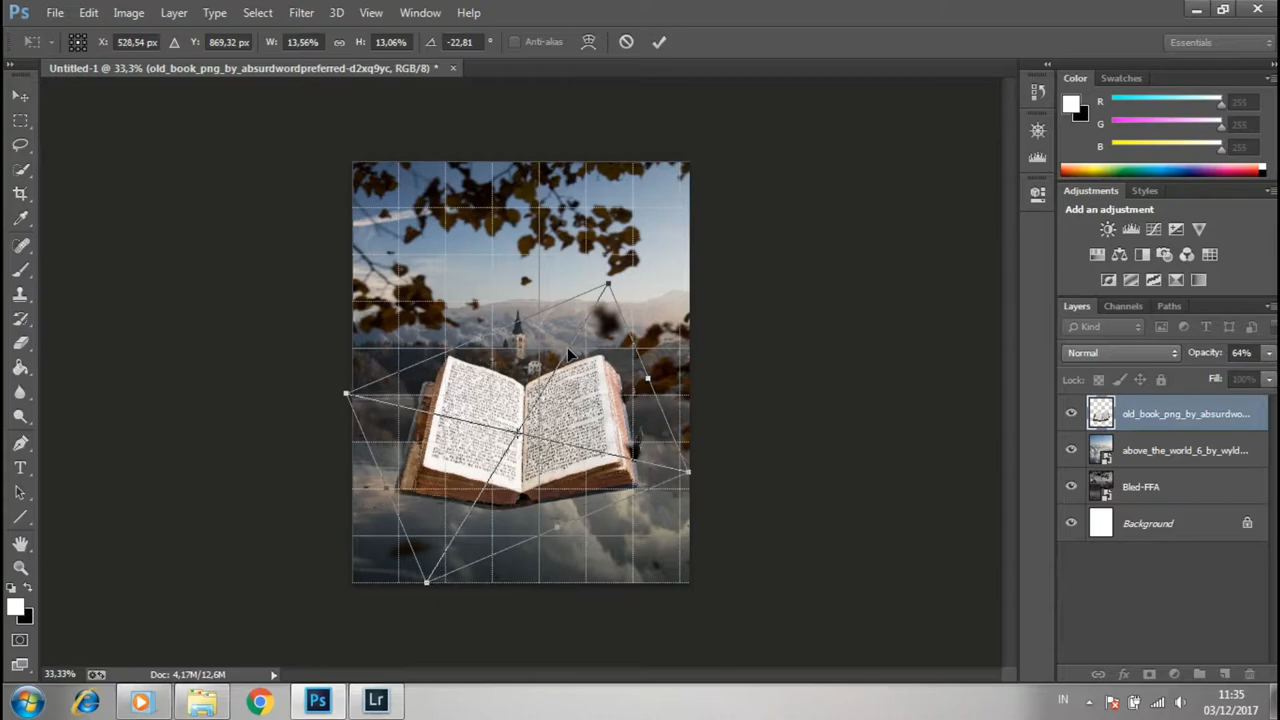 Ps File Edit Image Layer Type Select Filter 3D View Window Help
X: 528,54 px Y: 869,32 px W: 13,56% H: 13,06% -22,81 ° Anti-alias Essentials
Untitled-1 @ 33,3% (old_book_png_by_absurdwordpreferred-d2xq9yc, RGB/8) * ×
Color Swatches
R 255
G 255
B 255
Adjustments Styles
Add an adjustment
Layers Channels Paths
Kind
Normal Opacity: 64%
Lock: Fill: 100%
old_book_png_by_absurdwo...
above_the_world_6_by_wyld...
Bled-FFA
Background
33,33% Doc: 4,17M/12,6M
Ps Lr IN 11:35
03/12/2017